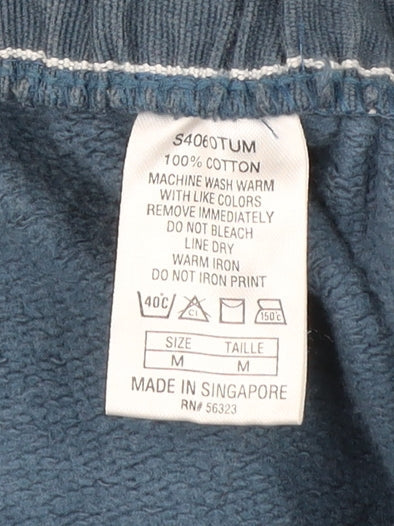 S4060TUM
100% COTTON
MACHINE WASH WARM
WITH LIKE COLORS
REMOVE IMMEDIATELY
DO NOT BLEACH
LINE DRY
WARM IRON
DO NOT IRON PRINT
40°C Cl 150°C
SIZE TAILLE
M M
MADE IN SINGAPORE
RN# 56323